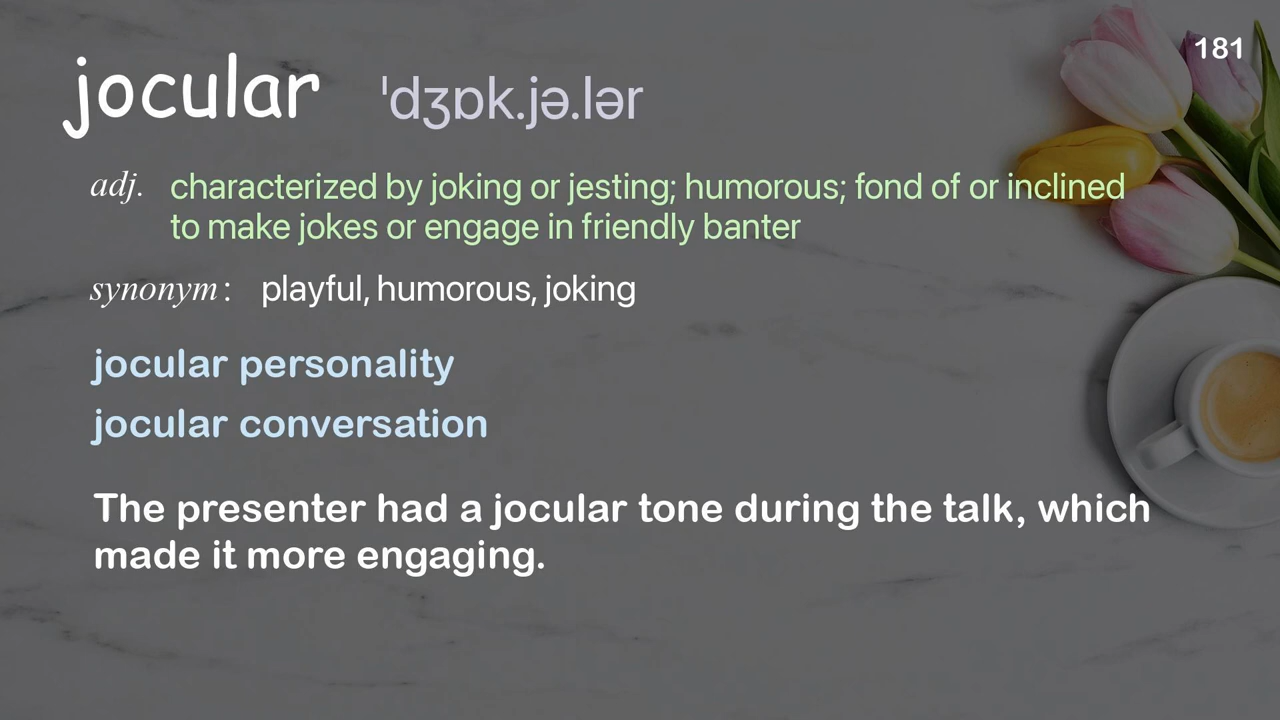 181
jocular ˈdʒɒk.jə.lər
adj. characterized by joking or jesting; humorous; fond of or inclined
to make jokes or engage in friendly banter
synonym : playful, humorous, joking
jocular personality
jocular conversation
The presenter had a jocular tone during the talk, which
made it more engaging.